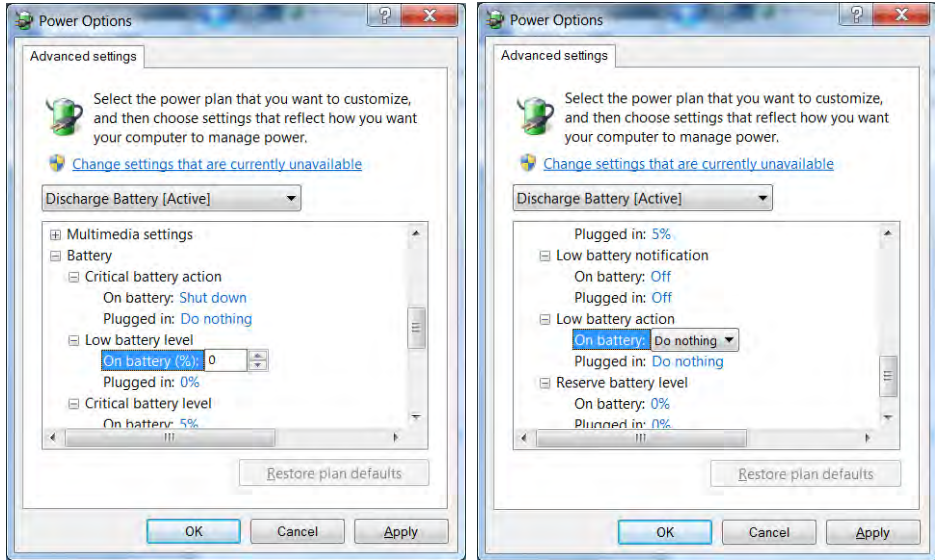 Power Options
Advanced settings
Select the power plan that you want to customize,
and then choose settings that reflect how you want
your computer to manage power.
Change settings that are currently unavailable
Discharge Battery [Active]
Multimedia settings
Battery
Critical battery action
On battery: Shut down
Plugged in: Do nothing
Low battery level
On battery (%): 0
Plugged in: 0%
Critical battery level
On battery: 5%
Restore plan defaults
OK Cancel Apply
Power Options
Advanced settings
Select the power plan that you want to customize,
and then choose settings that reflect how you want
your computer to manage power.
Change settings that are currently unavailable
Discharge Battery [Active]
Plugged in: 5%
Low battery notification
On battery: Off
Plugged in: Off
Low battery action
On battery: Do nothing
Plugged in: Do nothing
Reserve battery level
On battery: 0%
Plugged in: 0%
Restore plan defaults
OK Cancel Apply